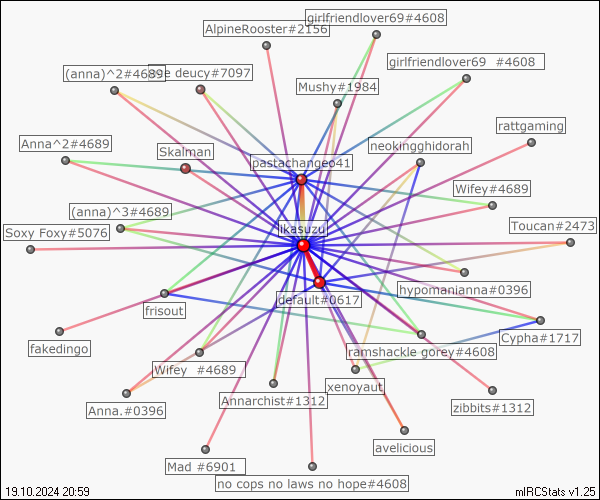 girlfriendlover69#4608
AlpineRooster#2156
girlfriendlover69 #4608
(anna)^2#4689
deucy#7097
Mushy#1984
rattgaming
Anna^2#4689
Skalman
neokingghidorah
pastachangeo41
Wifey#4689
(anna)^3#4689
Soxy Foxy#5076
ikasuzu
Toucan#2473
hypomanianna#0396
default#0617
frisout
Cypha#1717
fakedingo
ramshackle gorey#4608
Wifey #4689
xenoyaut
Anna.#0396
Annarchist#1312
zibbits#1312
avelicious
Mad #6901
no cops no laws no hope#4608
19.10.2024 20:59
mIRCStats v1.25